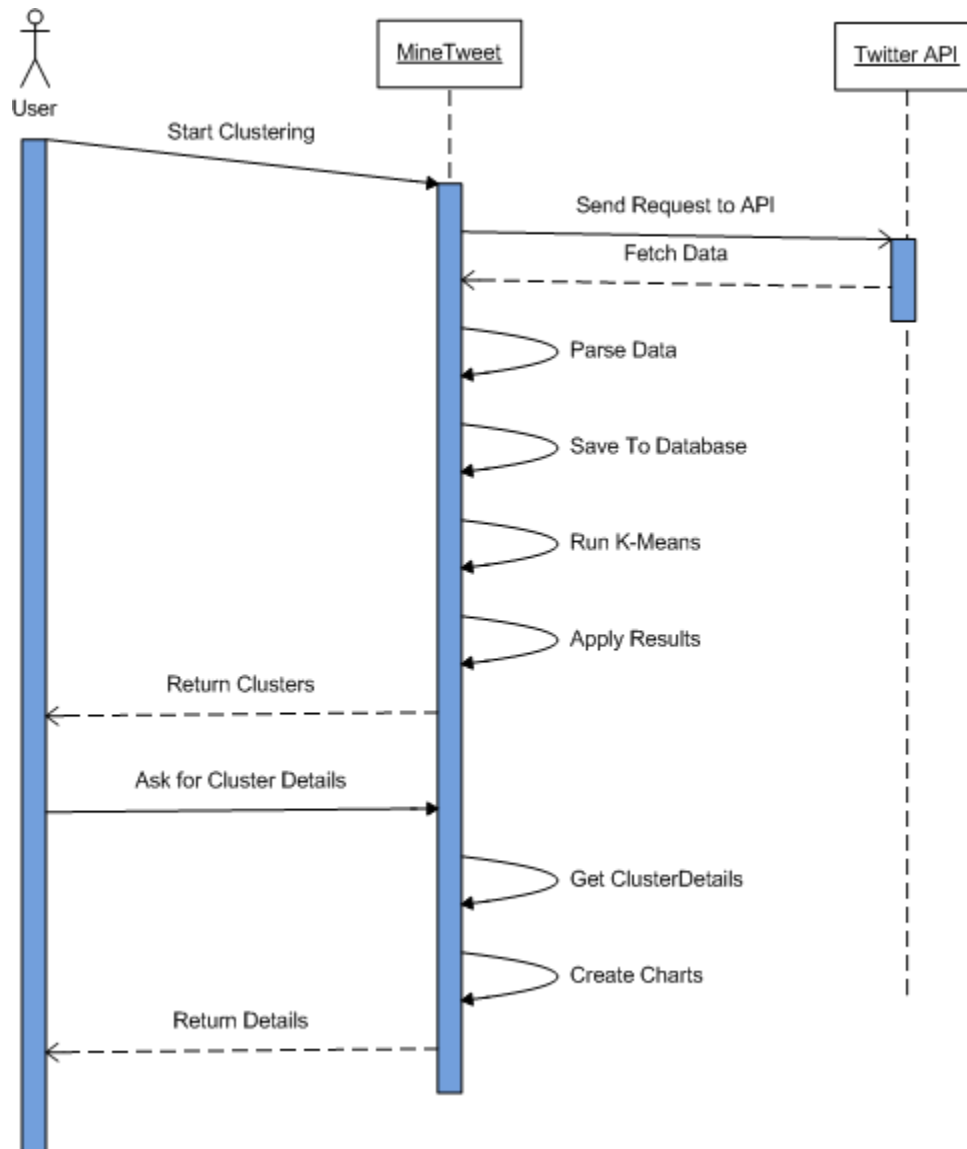 MineTweet
Twitter API
User
Start Clustering
Send Request to API
Fetch Data
Parse Data
Save To Database
Run K-Means
Apply Results
Return Clusters
Ask for Cluster Details
Get ClusterDetails
Create Charts
Return Details